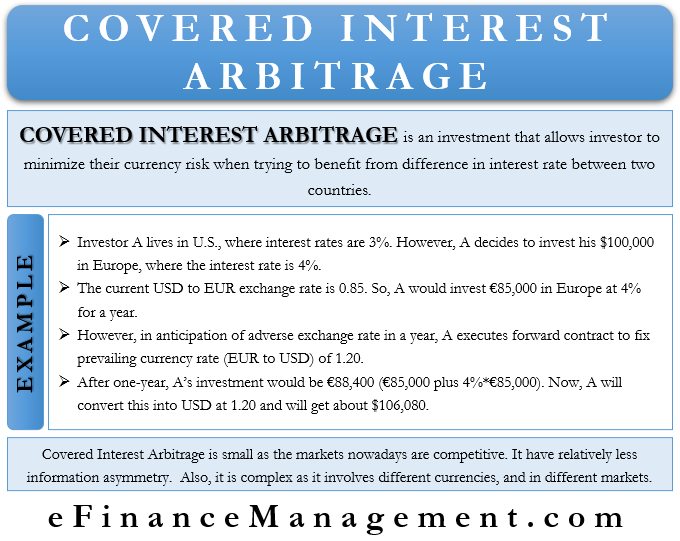 COVERED INTEREST
ARBITRAGE
COVERED INTEREST ARBITRAGE is an investment that allows investor to
minimize their currency risk when trying to benefit from difference in interest rate between two
countries.
EXAMPLE
➢ Investor A lives in U.S., where interest rates are 3%. However, A decides to invest his $100,000
in Europe, where the interest rate is 4%.
➢ The current USD to EUR exchange rate is 0.85. So, A would invest €85,000 in Europe at 4%
for a year.
➢ However, in anticipation of adverse exchange rate in a year, A executes forward contract to fix
prevailing currency rate (EUR to USD) of 1.20.
➢ After one-year, A's investment would be €88,400 (€85,000 plus 4%*€85,000). Now, A will
convert this into USD at 1.20 and will get about $106,080.
Covered Interest Arbitrage is small as the markets nowadays are competitive. It have relatively less
information asymmetry. Also, it is complex as it involves different currencies, and in different markets.
eFinanceManagement.com